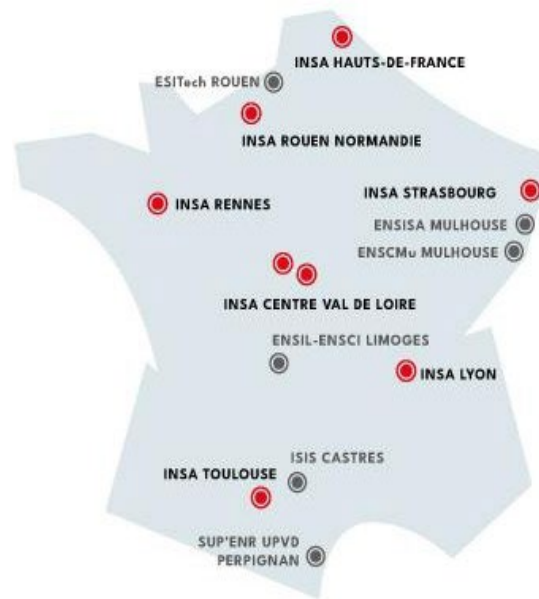 INSA HAUTS-DE-FRANCE
ESITech ROUEN
INSA ROUEN NORMANDIE
INSA STRASBOURG
INSA RENNES
ENSISA MULHOUSE
ENSCMu MULHOUSE
INSA CENTRE VAL DE LOIRE
ENSIL-ENSCI LIMOGES
INSA LYON
ISIS CASTRES
INSA TOULOUSE
SUP'ENR UPVD
PERPIGNAN